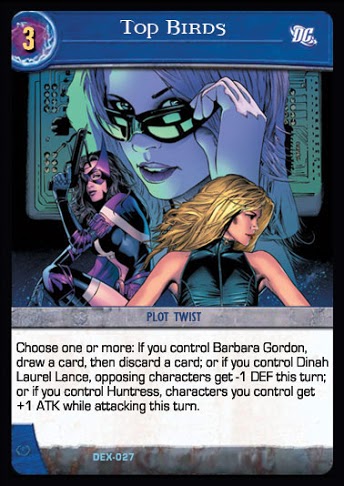 3
Top Birds
DC
PLOT TWIST
Choose one or more: If you control Barbara Gordon,
draw a card, then discard a card; or if you control Dinah
Laurel Lance, opposing characters get -1 DEF this turn;
or if you control Huntress, characters you control get
+1 ATK while attacking this turn.
DEX-027